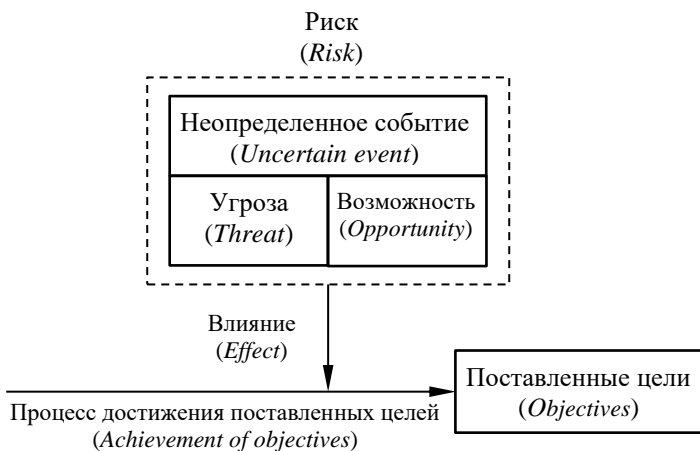 Риск
(Risk)
Неопределенное событие
(Uncertain event)
Угроза
(Threat)
Возможность
(Opportunity)
Влияние
(Effect)
Поставленные цели
(Objectives)
Процесс достижения поставленных целей
(Achievement of objectives)